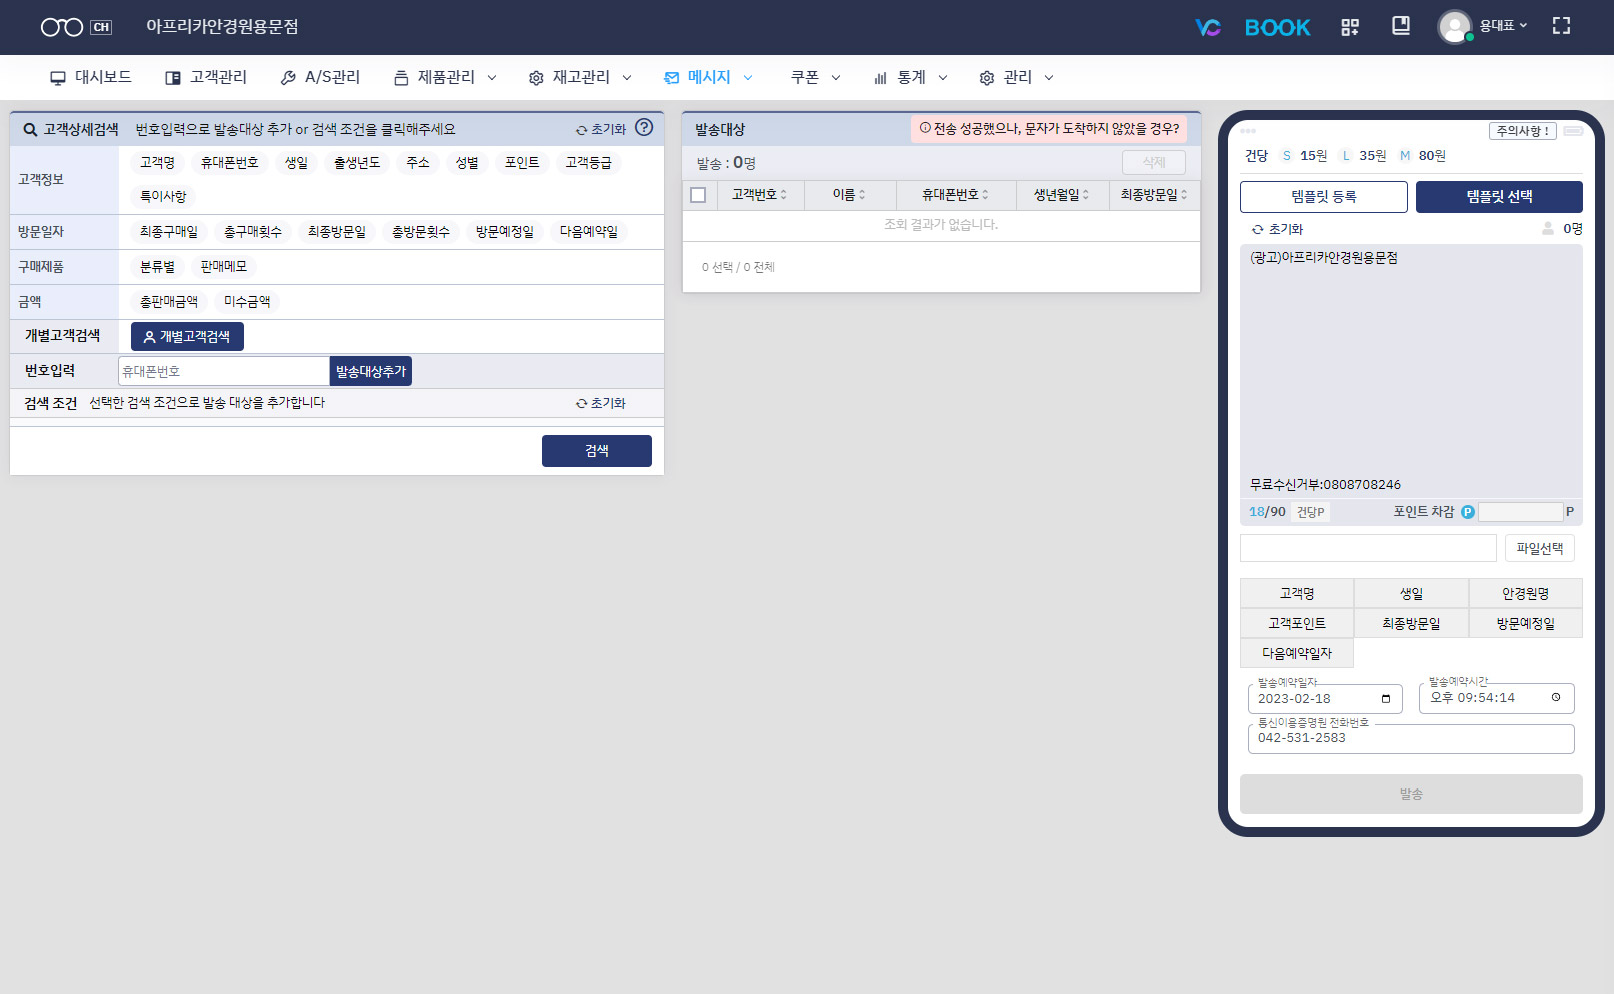 CH 아프리카안경원용문점 VC BOOK 용대표
대시보드 고객관리 A/S관리 제품관리 재고관리 메시지 쿠폰 통계 관리
고객상세검색 번호입력으로 발송대상 추가 or 검색 조건을 클릭해주세요 초기화
고객정보 고객명 휴대폰번호 생일 출생년도 주소 성별 포인트 고객등급
특이사항
방문일자 최종구매일 총구매횟수 최종방문일 총방문횟수 방문예정일 다음예약일
구매제품 분류별 판매메모
금액 총판매금액 미수금액
개별고객검색 개별고객검색
번호입력 휴대폰번호 발송대상추가
검색 조건 선택한 검색 조건으로 발송 대상을 추가합니다 초기화
검색
발송대상 전송 성공했으나, 문자가 도착하지 않았을 경우?
발송 : 0명 삭제
고객번호 이름 휴대폰번호 생년월일 최종방문일
조회 결과가 없습니다.
0 선택 / 0 전체
주의사항 !
건당 S 15원 L 35원 M 80원
템플릿 등록 템플릿 선택
초기화 0명
(광고)아프리카안경원용문점
무료수신거부:0808708246
18/90 건당P 포인트 차감 P P
파일선택
고객명 생일 안경원명
고객포인트 최종방문일 방문예정일
다음예약일자
발송예약일자 발송예약시간
2023-02-18 오후 09:54:14
통신이용증명원 전화번호
042-531-2583
발송